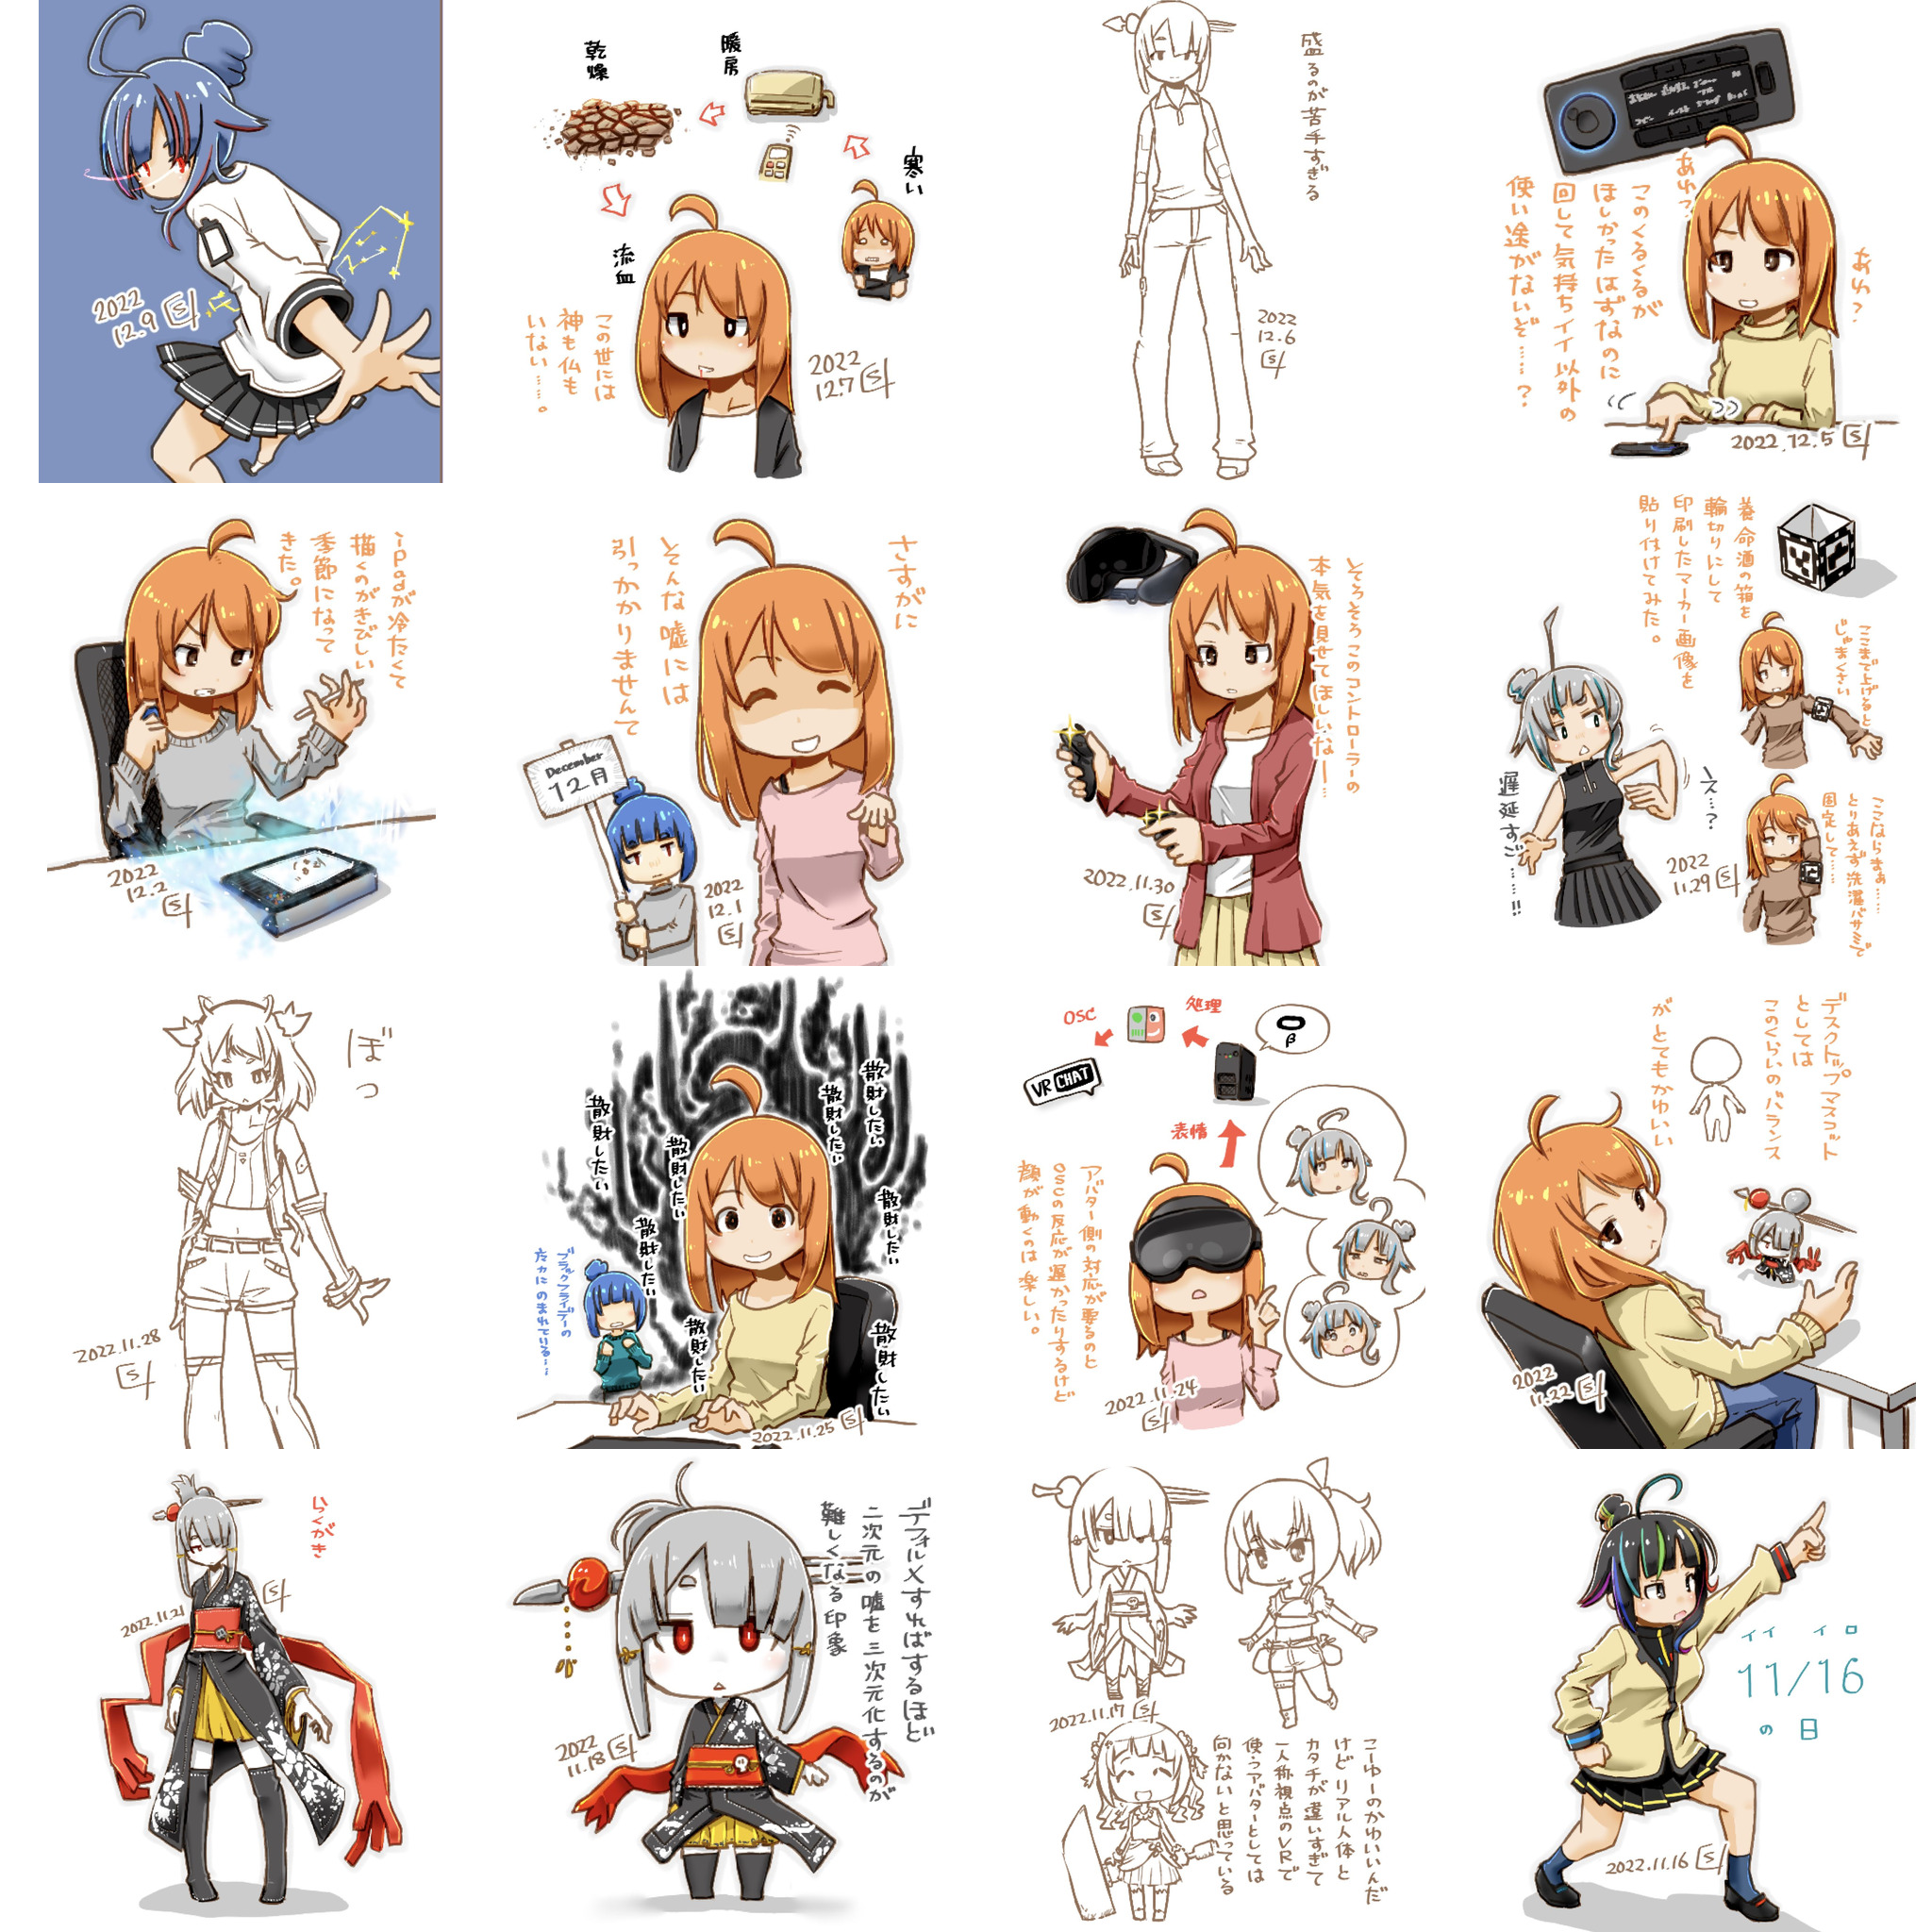 2022
12.9
寒い
暖房
乾燥
流血
この世には
神も仏も
いない……。
2022
12.7
盛るのが苦手すぎる
2022
12.6
あれ?
あれっ?
このくるくるが
ほしかったはずなのに
回して気持ちイイ以外の
使い途がないぞ……?
2022.12.5
iPadが冷たくて
描くのがきびしい
季節になって
きた。
2022
12.2
さすがに
そんな嘘には
引っかかりませんて
December
12月
2022
12.1
そろそろこのコントローラーの
本気を見せてほしいなー…
2022.11.30
養命酒の箱を
輪切りにして
印刷したマーカー画像を
貼り付けてみた。
ここまで上げると
じゃまくさい
ここならまぁ……
とりあえず洗濯バサミで
固定して……
え…?
遅延すご……!!
2022
11.29
ぼっ
2022.11.28
散財したい
散財したい
散財したい
散財したい
散財したい
散財したい
散財したい
散財したい
ブラックフライデーの
2022.11.25
OSC
処理
β
VRCHAT
表情
アバター側の対応が要るのと
OSCの反応が遅かったりするけど
顔が動くのは楽しい。
2022.11.24
デスクトップマスコット
としては
このくらいのバランス
がとてもかわいい
2022
11.22
らくがき
2022.11.21
デフォルメすればするほど
二次元の嘘を三次元化するのが
難しくなる印象
2022
11.18
2022.11.17
こーゆーのかわいいんだ
けどリアル人体と
カタチが違いすぎて
一人称視点のVRで
使うアバターとしては
向かないと思っている
イイ イロ
11/16
の日
2022.11.16